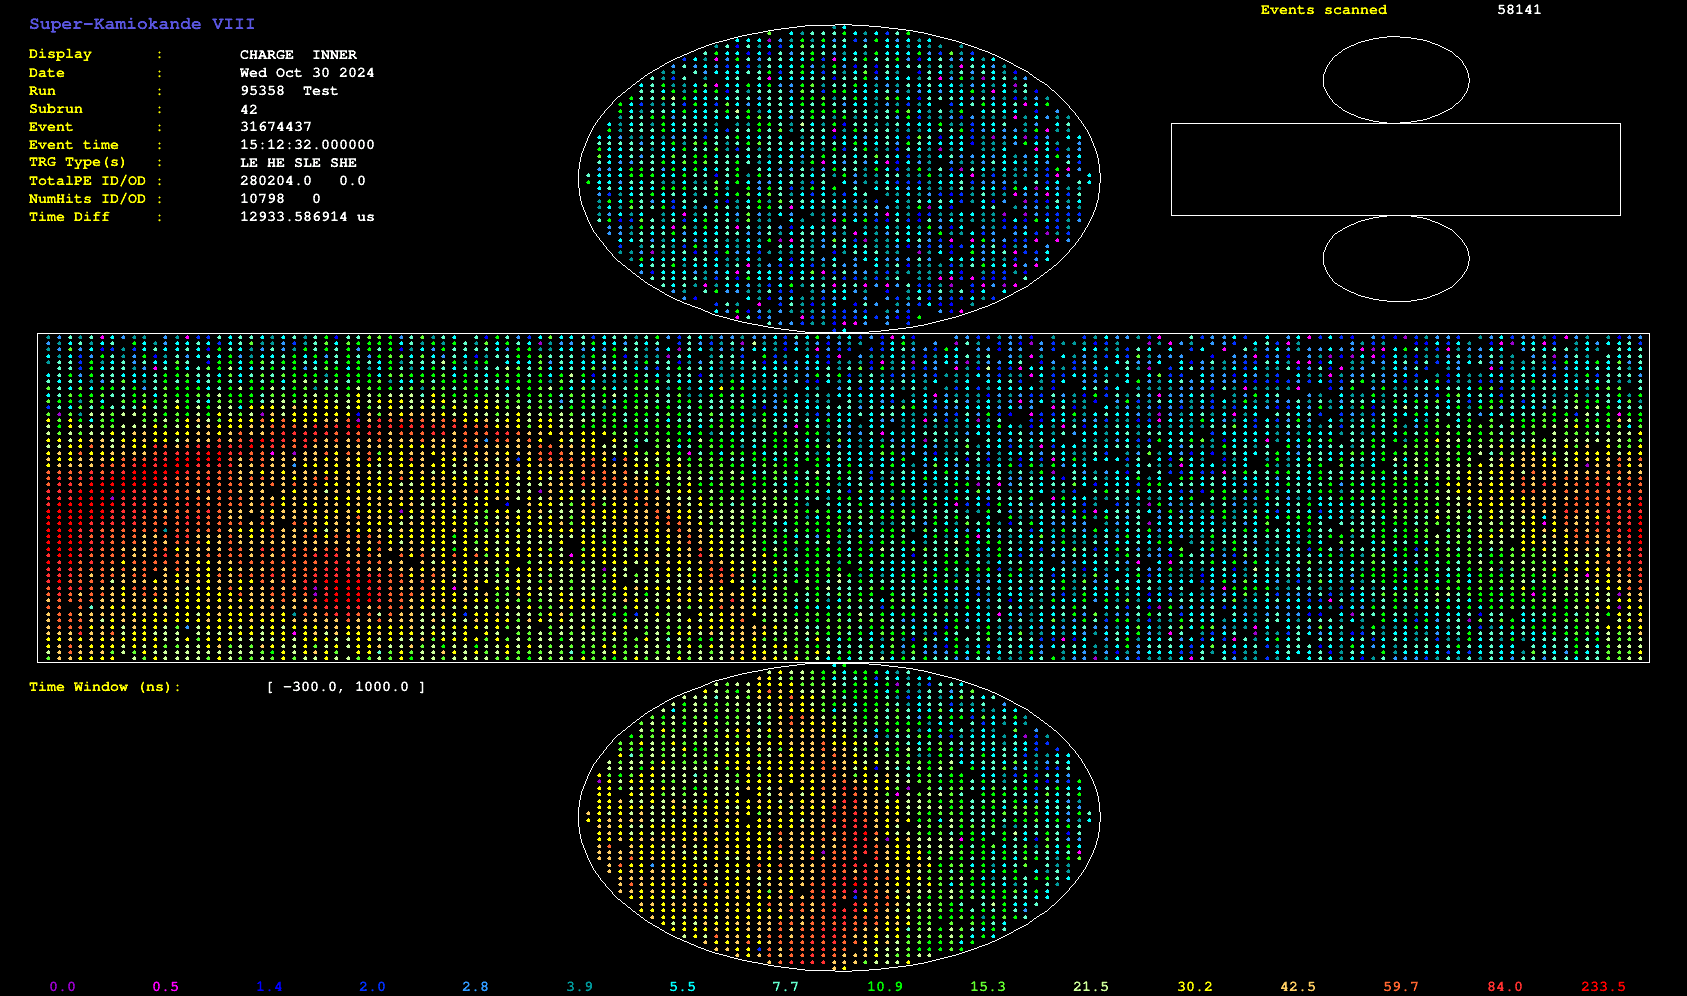 Super-Kamiokande VIII
Events scanned 58141
Display : CHARGE INNER
Date : Wed Oct 30 2024
Run : 95358 Test
Subrun : 42
Event : 31674437
Event time : 15:12:32.000000
TRG Type(s) : LE HE SLE SHE
TotalPE ID/OD : 280204.0 0.0
NumHits ID/OD : 10798 0
Time Diff : 12933.586914 us
Time Window (ns): [ -300.0, 1000.0 ]
0.0 0.5 1.4 2.0 2.8 3.9 5.5 7.7 10.9 15.3 21.5 30.2 42.5 59.7 84.0 233.5